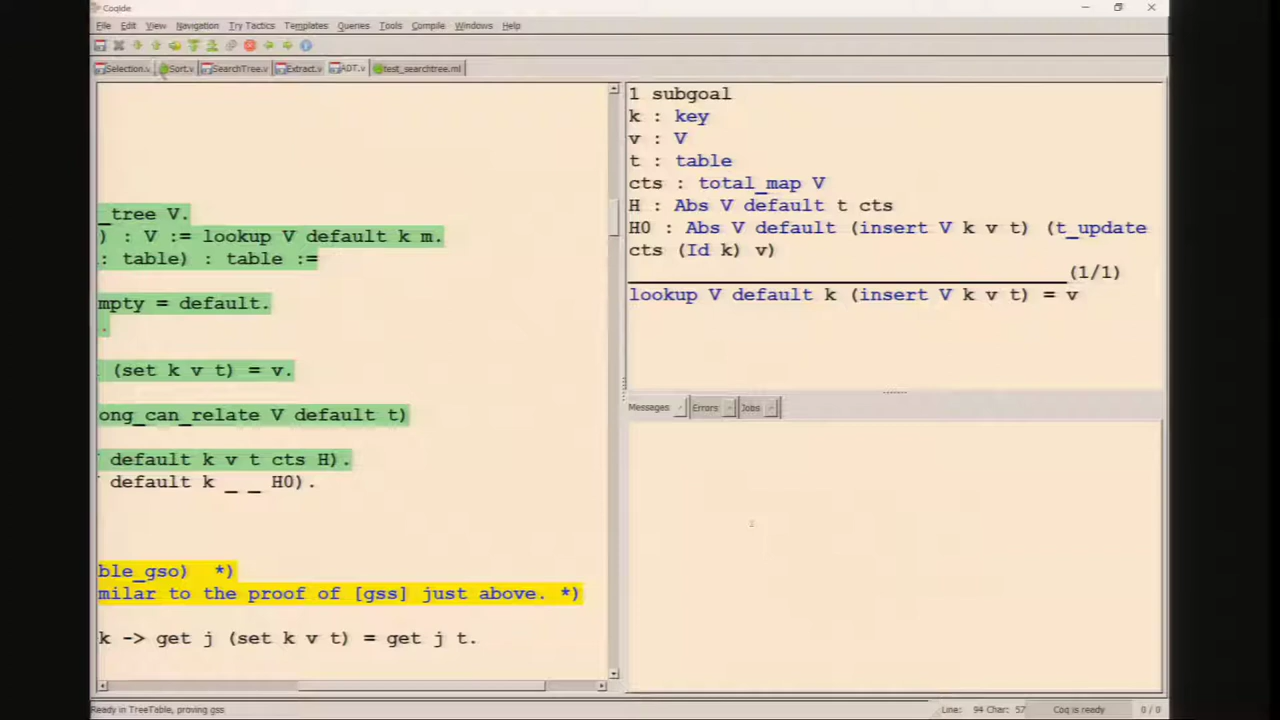 CoqIde
File Edit View Navigation Try Tactics Templates Queries Tools Compile Windows Help
Selection.v Sort.v SearchTree.v Extract.v ADT.v test_searchtree.ml
_tree V.
) : V := lookup V default k m.
: table) : table :=
mpty = default.
.
(set k v t) = v.
ong_can_relate V default t)
default k v t cts H).
default k _ _ H0).
ble_gso) *)
milar to the proof of [gss] just above. *)
k -> get j (set k v t) = get j t.
1 subgoal
k : key
v : V
t : table
cts : total_map V
H : Abs V default t cts
H0 : Abs V default (insert V k v t) (t_update
cts (Id k) v)
(1/1)
lookup V default k (insert V k v t) = v
Messages Errors Jobs
Ready in TreeTable, proving gss
Line: 94 Char: 57 Coq is ready 0 / 0